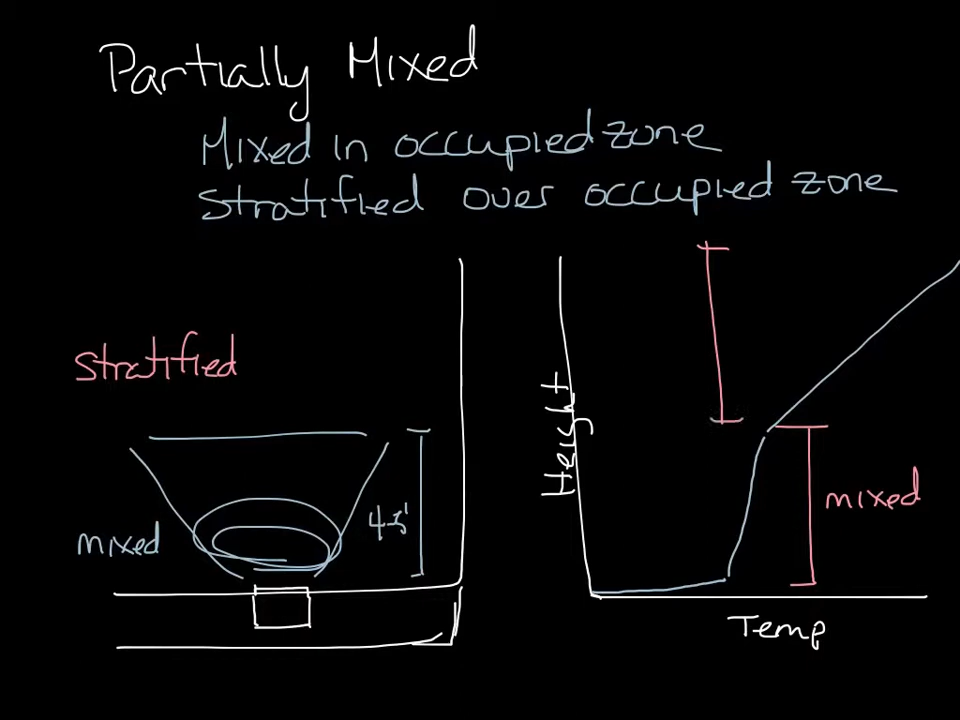 Partially Mixed
Mixed in occupied zone
Stratified over occupied zone
Stratified
Height
4-5'
mixed
mixed
Temp